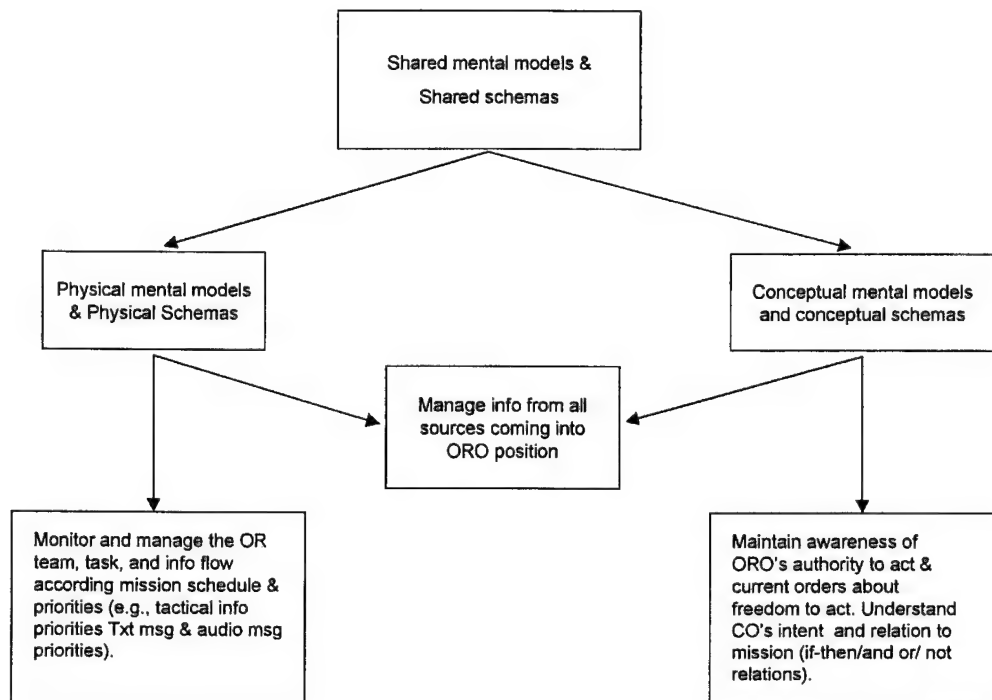 Shared mental models &
Shared schemas
Physical mental models
& Physical Schemas
Conceptual mental models
and conceptual schemas
Manage info from all
sources coming into
ORO position
Monitor and manage the OR
team, task, and info flow
according mission schedule &
priorities (e.g., tactical info
priorities Txt msg & audio msg
priorities).
Maintain awareness of
ORO's authority to act &
current orders about
freedom to act. Understand
CO's intent and relation to
mission (if-then/and or/ not
relations).